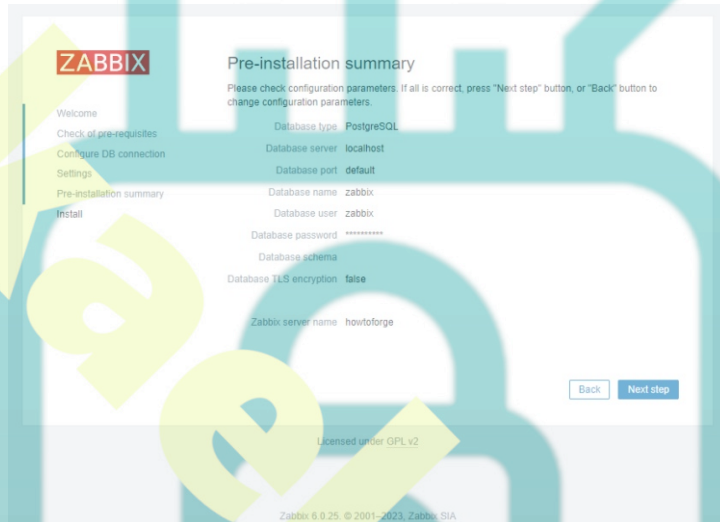 ZABBIX
Pre-installation summary
Please check configuration parameters. If all is correct, press "Next step" button, or "Back" button to
change configuration parameters.
Welcome
Check of pre-requisites
Configure DB connection
Settings
Pre-installation summary
Install
Database type PostgreSQL
Database server localhost
Database port default
Database name zabbix
Database user zabbix
Database password **********
Database schema
Database TLS encryption false
Zabbix server name howtoforge
Back Next step
Licensed under GPL v2
Zabbix 6.0.25. © 2001–2023, Zabbix SIA